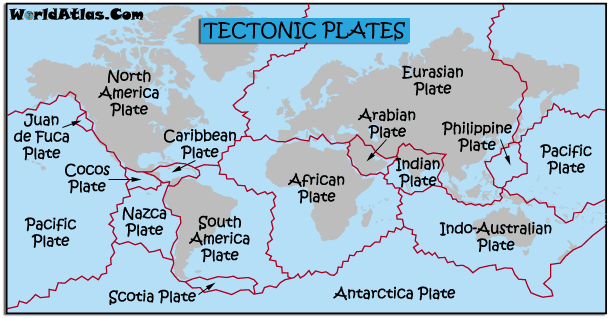 WorldAtlas.Com
TECTONIC PLATES
North
America
Plate
Eurasian
Plate
Juan
de Fuca
Plate
Caribbean
Plate
Arabian
Plate
Philippine
Plate
Pacific
Plate
Cocos
Plate
African
Plate
Indian
Plate
Pacific
Plate
Nazca
Plate
South
America
Plate
Indo-Australian
Plate
Scotia Plate
Antarctica Plate